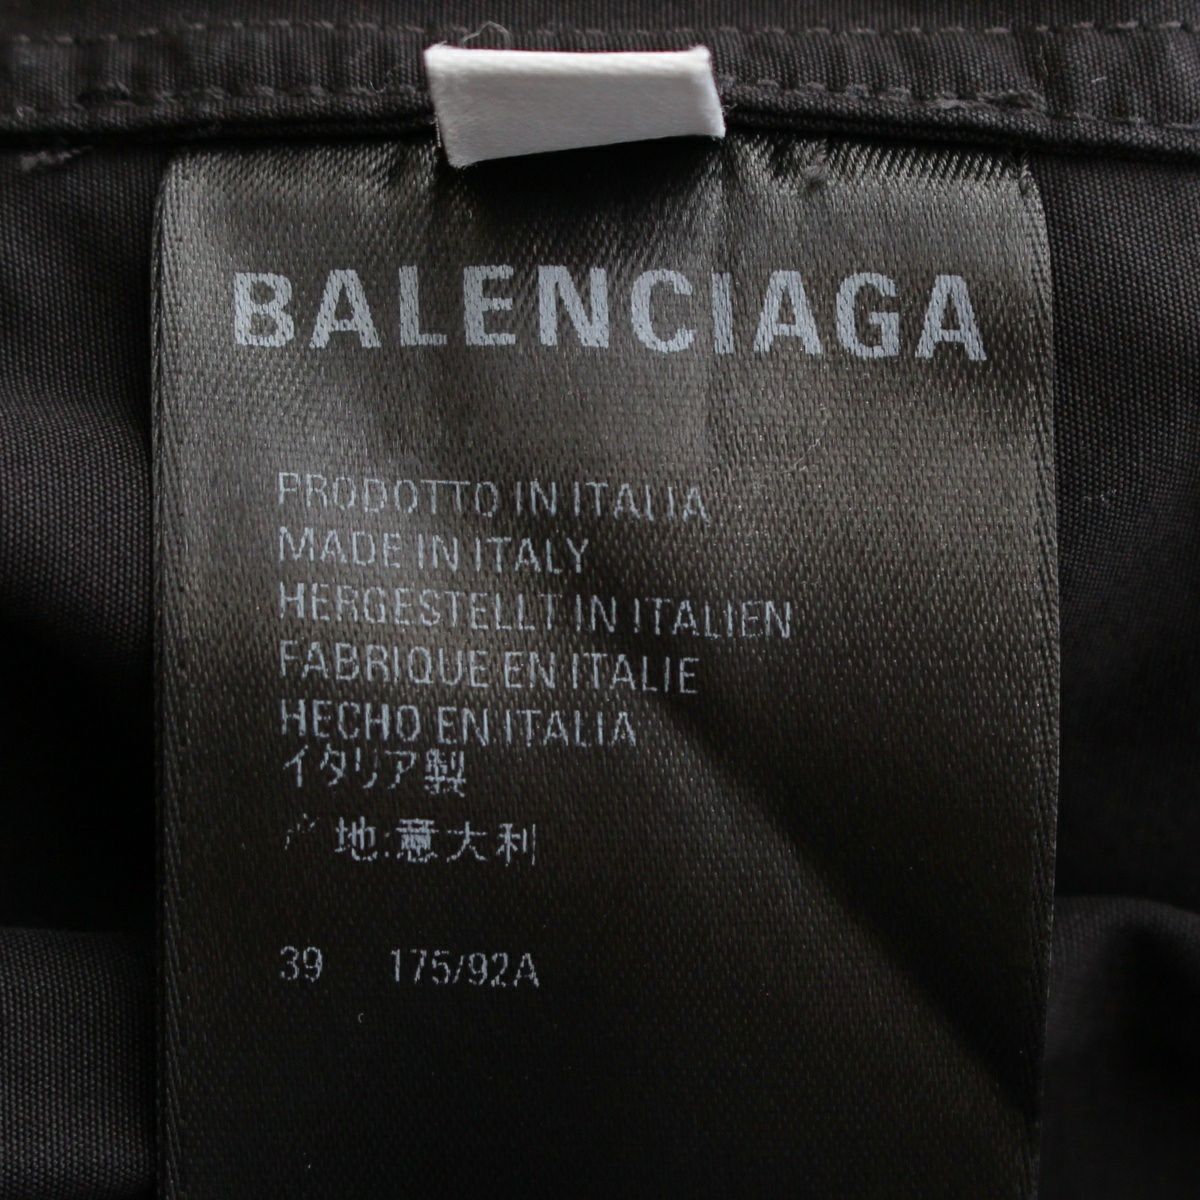 BALENCIAGA
PRODOTTO IN ITALIA
MADE IN ITALY
HERGESTELLT IN ITALIEN
FABRIQUE EN ITALIE
HECHO EN ITALIA
イタリア製
地:意大利
39 175/92A